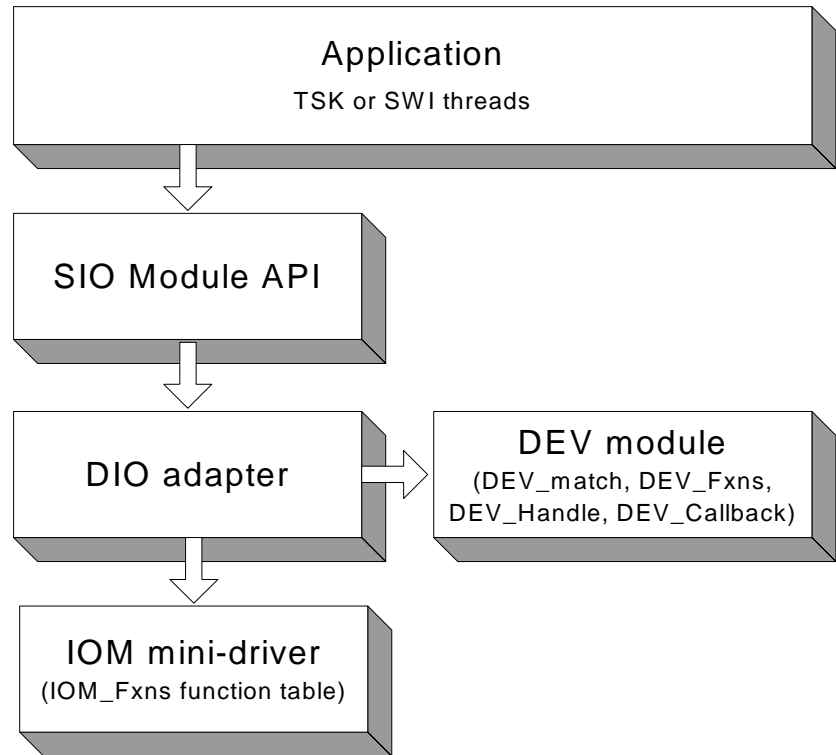 Application
TSK or SWI threads
SIO Module API
DIO adapter
DEV module
(DEV_match, DEV_Fxns,
DEV_Handle, DEV_Callback)
IOM mini-driver
(IOM_Fxns function table)